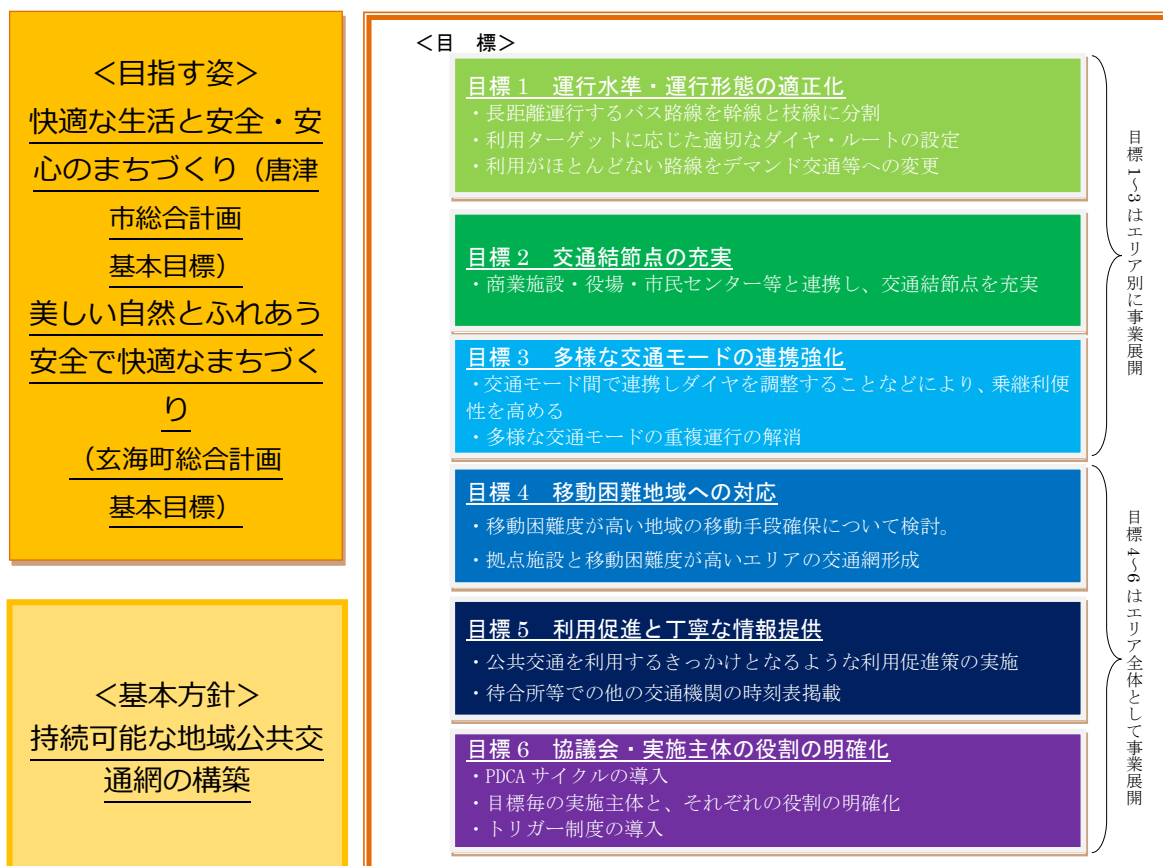 ＜目指す姿＞
快適な生活と安全・安
心のまちづくり（唐津
市総合計画
基本目標）
美しい自然とふれあう
安全で快適なまちづく
り
（玄海町総合計画
基本目標）
＜基本方針＞
持続可能な地域公共交
通網の構築
＜目　標＞
目標 1　運行水準・運行形態の適正化
・長距離運行するバス路線を幹線と枝線に分割
・利用ターゲットに応じた適切なダイヤ・ルートの設定
・利用がほとんどない路線をデマンド交通等への変更
目標 2　交通結節点の充実
・商業施設・役場・市民センター等と連携し、交通結節点を充実
目標 3　多様な交通モードの連携強化
・交通モード間で連携しダイヤを調整することなどにより、乗継利便
性を高める
・多様な交通モードの重複運行の解消
目標 1～3 はエリア別に事業展開
目標 4　移動困難地域への対応
・移動困難度が高い地域の移動手段確保について検討。
・拠点施設と移動困難度が高いエリアの交通網形成
目標 5　利用促進と丁寧な情報提供
・公共交通を利用するきっかけとなるような利用促進策の実施
・待合所等での他の交通機関の時刻表掲載
目標 6　協議会・実施主体の役割の明確化
・PDCA サイクルの導入
・目標毎の実施主体と、それぞれの役割の明確化
・トリガー制度の導入
目標 4～6 はエリア全体として事業展開